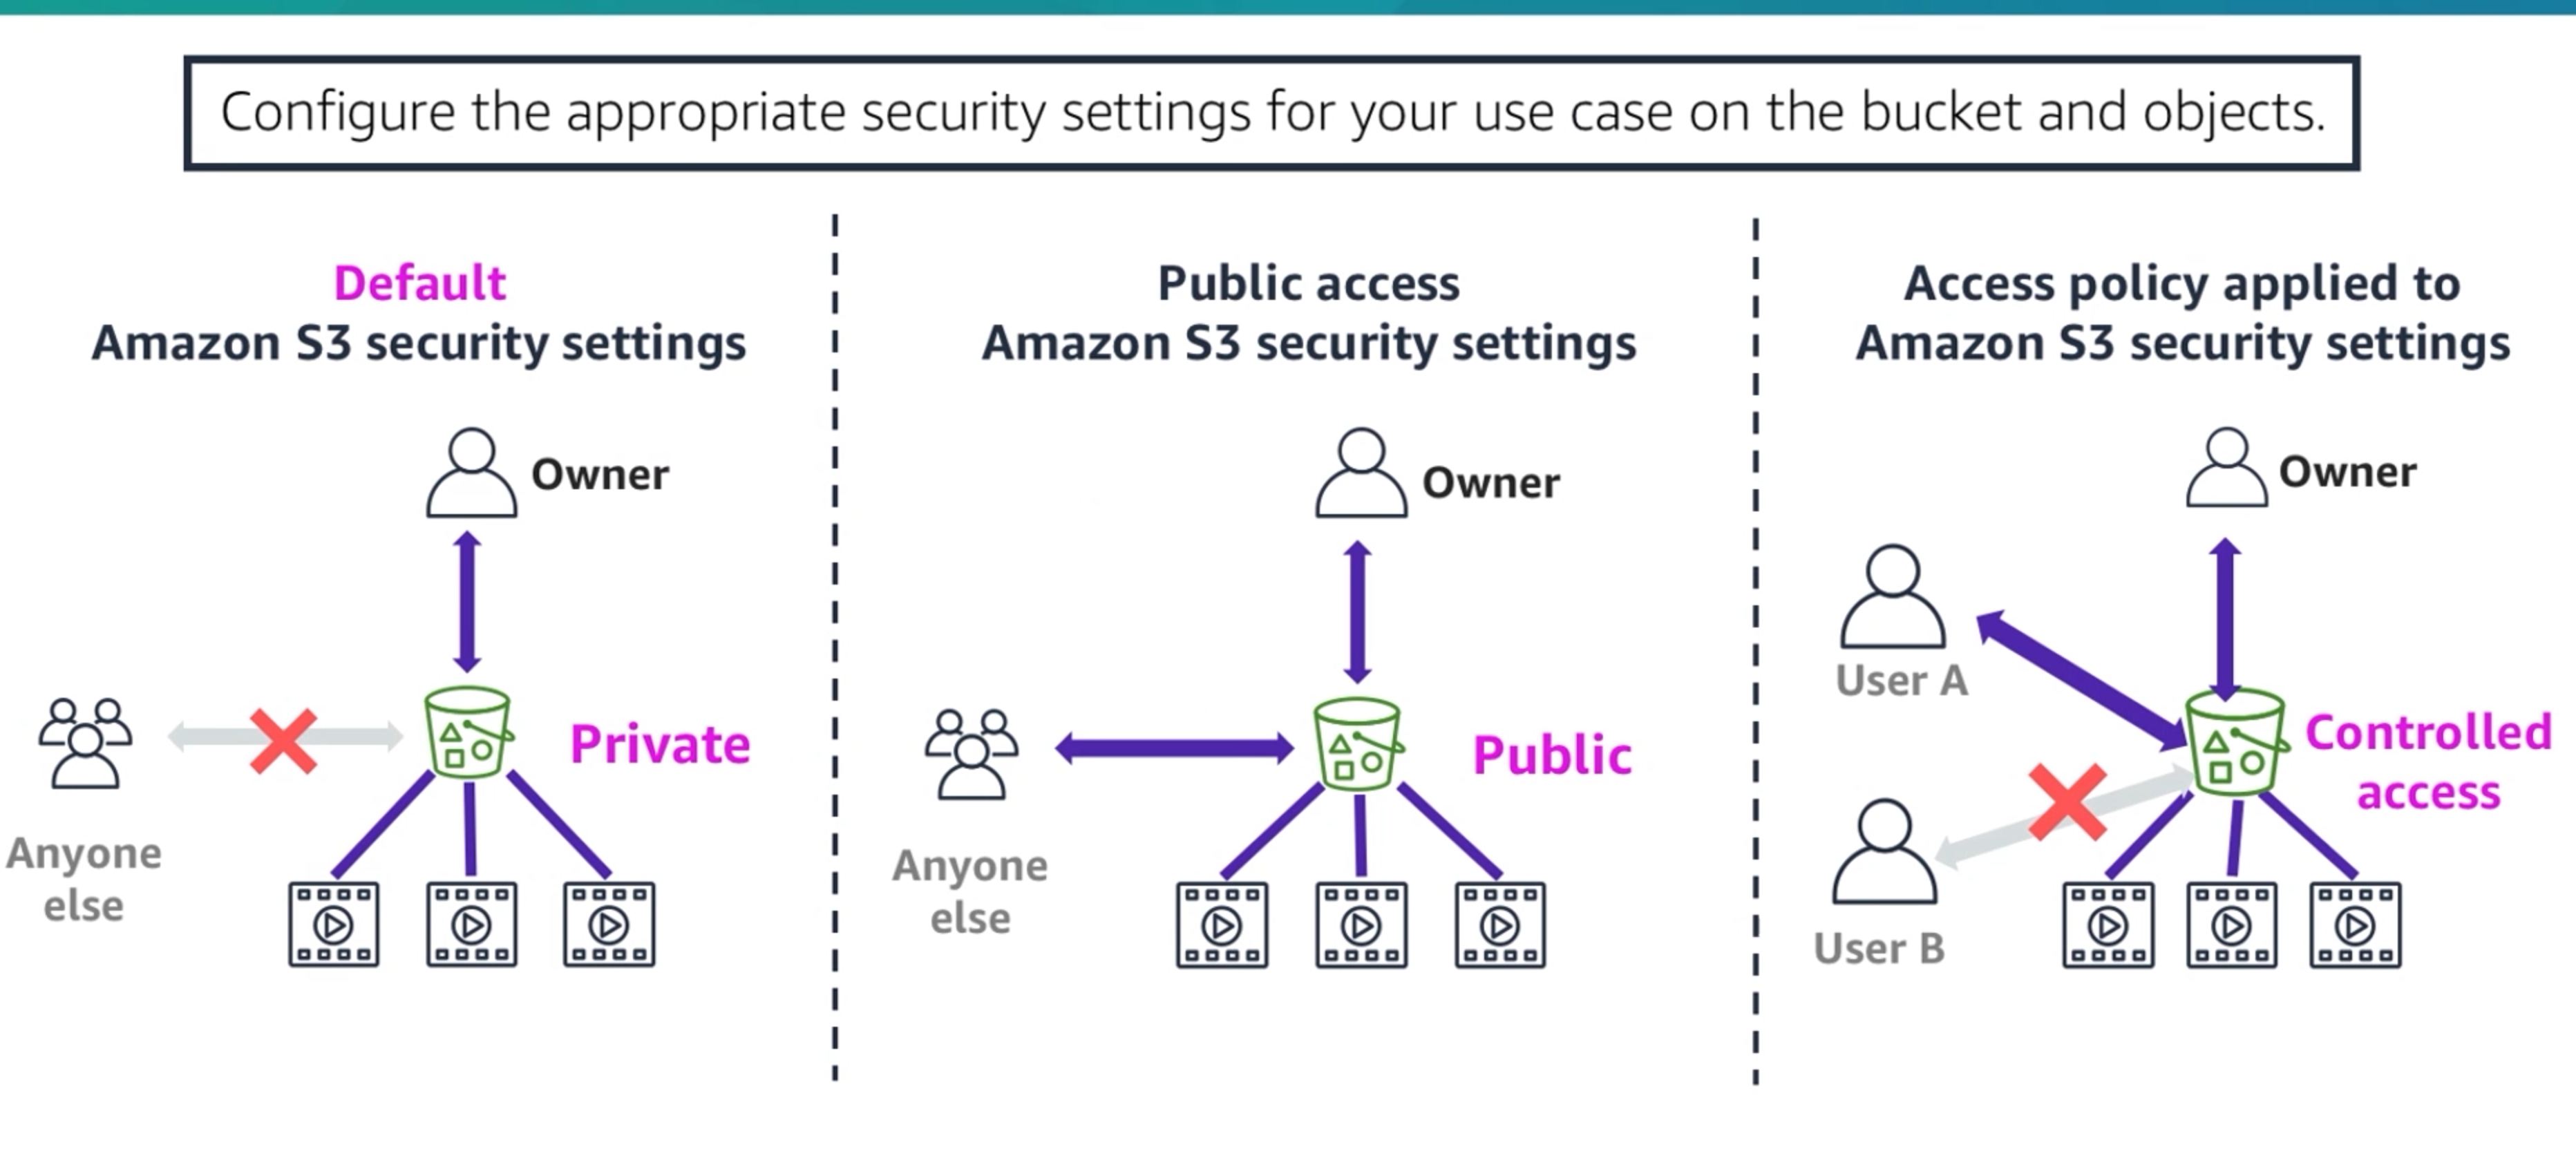 Configure the appropriate security settings for your use case on the bucket and objects.
Default
Amazon S3 security settings
Owner
Private
Anyone
else
Public access
Amazon S3 security settings
Owner
Public
Anyone
else
Access policy applied to
Amazon S3 security settings
Owner
User A
Controlled
access
User B